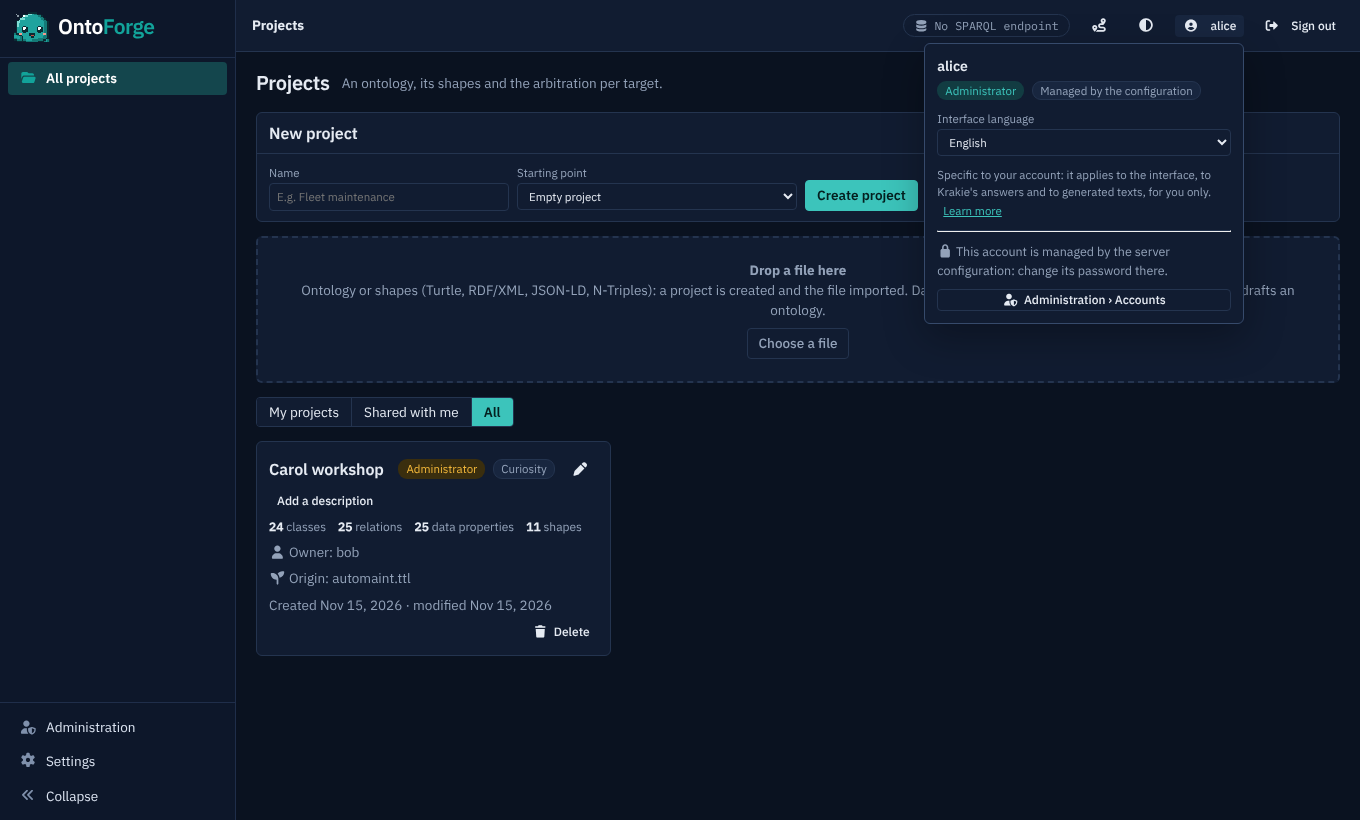 OntoForge
All projects
Administration
Settings
Collapse
Projects
No SPARQL endpoint
alice
Sign out
Projects
An ontology, its shapes and the arbitration per target.
New project
Name
E.g. Fleet maintenance
Starting point
Empty project
Create project
Drop a file here
Ontology or shapes (Turtle, RDF/XML, JSON-LD, N-Triples): a project is created and the file imported.
drafts an
ontology.
Choose a file
My projects
Shared with me
All
Carol workshop
Administrator
Curiosity
Add a description
24 classes 25 relations 25 data properties 11 shapes
Owner: bob
Origin: automaint.ttl
Created Nov 15, 2026 · modified Nov 15, 2026
Delete
alice
Administrator
Managed by the configuration
Interface language
English
Specific to your account: it applies to the interface, to
Krakie's answers and to generated texts, for you only.
Learn more
This account is managed by the server
configuration: change its password there.
Administration › Accounts